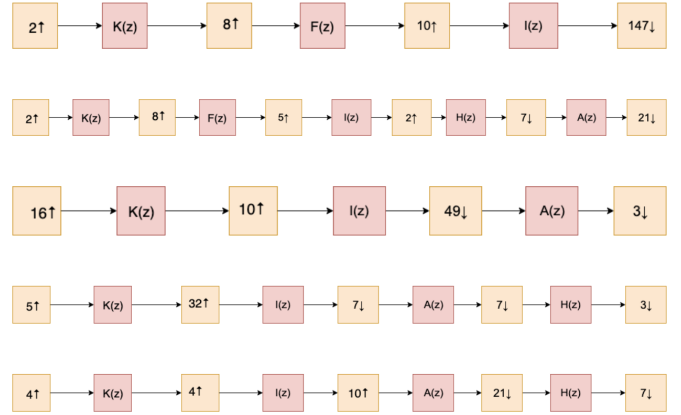 2↑ K(z) 8↑ F(z) 10↑ I(z) 147↓
2↑ K(z) 8↑ F(z) 5↑ I(z) 2↑ H(z) 7↓ A(z) 21↓
16↑ K(z) 10↑ I(z) 49↓ A(z) 3↓
5↑ K(z) 32↑ I(z) 7↓ A(z) 7↓ H(z) 3↓
4↑ K(z) 4↑ I(z) 10↑ A(z) 21↓ H(z) 7↓